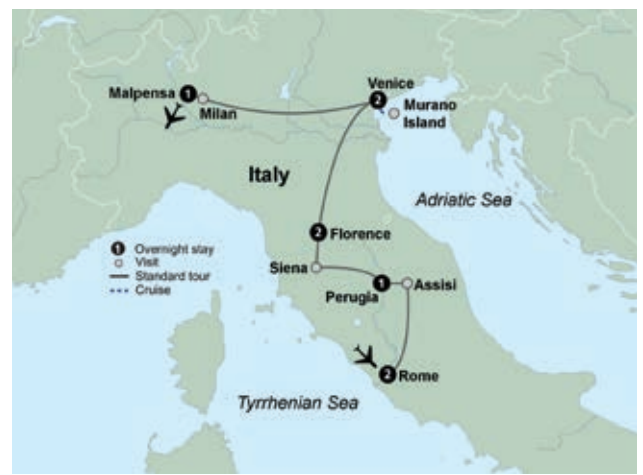 Venice
Malpensa 1
2
Milan
Murano
Island
Italy
Adriatic Sea
1 Overnight stay
Visit
Standard tour
Cruise
2 Florence
Siena
1
Assisi
Perugia
2 Rome
Tyrrhenian Sea